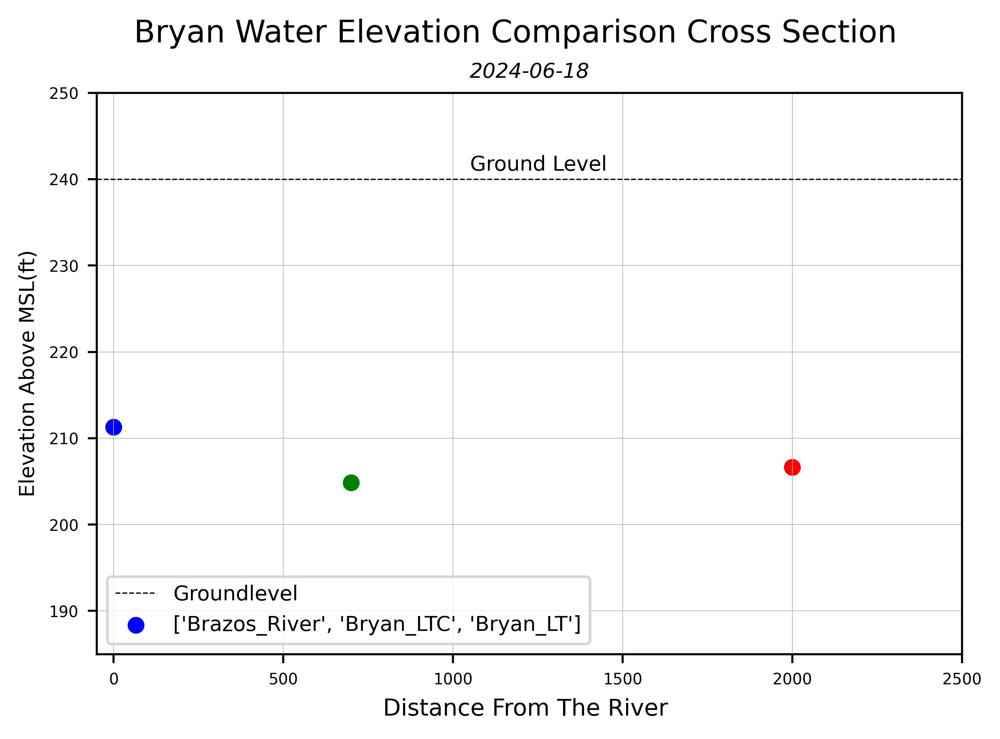 Bryan Water Elevation Comparison Cross Section
2024-06-18
250
240
230
220
210
200
190
Elevation Above MSL(ft)
Ground Level
Groundlevel
['Brazos_River', 'Bryan_LTC', 'Bryan_LT']
0 500 1000 1500 2000 2500
Distance From The River